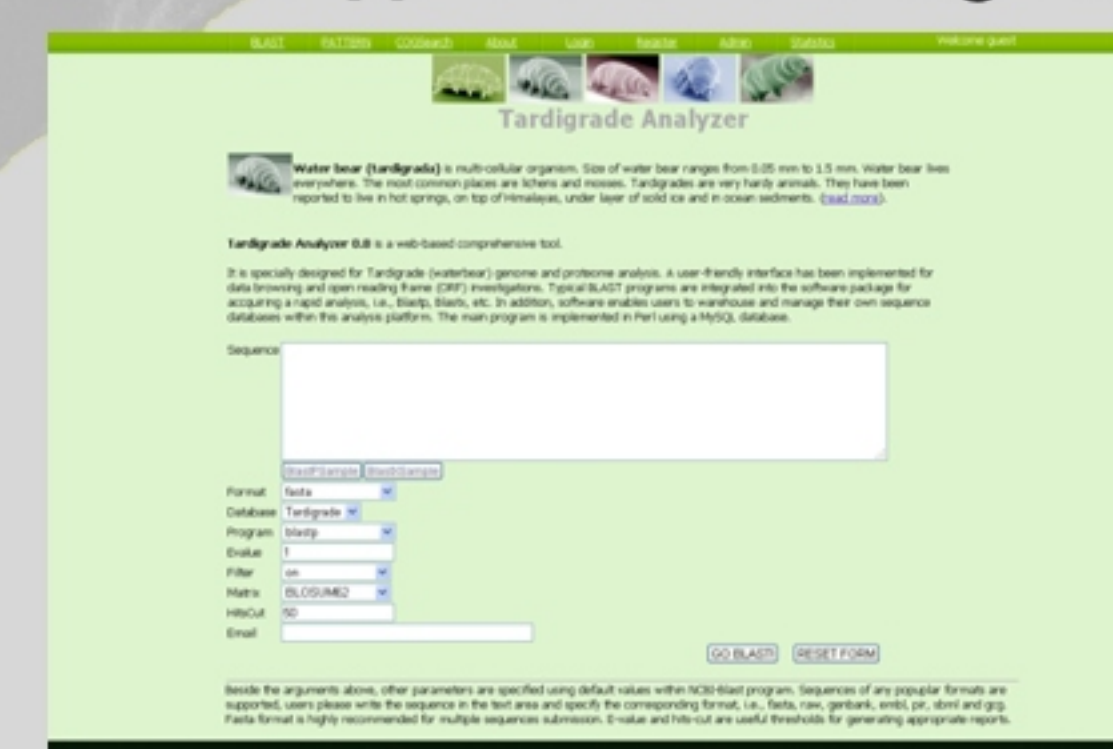 BLAST PATTERN COGSearch About Login Register Admin Statistics Welcome guest
Tardigrade Analyzer
Water bear (tardigrada) is multi-cellular organism. Size of water bear ranges from 0.05 mm to 1.5 mm. Water bear lives
everywhere. The most common places are lichens and mosses. Tardigrades are very hardy animals. They have been
reported to live in hot springs, on top of Himalayas, under layer of solid ice and in ocean sediments. (read more).
Tardigrade Analyzer 0.8 is a web-based comprehensive tool.
It is specially designed for Tardigrade (waterbear) genome and proteome analysis. A user-friendly interface has been implemented for
data browsing and open reading frame (ORF) investigations. Typical BLAST programs are integrated into the software package for
acquiring a rapid analysis, i.e., Blastp, Blastx, etc. In addition, software enables users to warehouse and manage their own sequence
databases within this analysis platform. The main program is implemented in Perl using a MySQL database.
Sequence
BlastPSample BlastXSample
Format fasta
Database Tardigrade
Program blastp
Evalue 1
Filter on
Matrix BLOSUM62
HitsCut 50
Email
GO BLAST! RESET FORM
Beside the arguments above, other parameters are specified using default values within NCBI-Blast program. Sequences of any popuplar formats are
supported, users please write the sequence in the text area and specify the corresponding format, i.e., fasta, raw, genbank, embl, pir, sbml and gcg.
Fasta format is highly recommended for multiple sequences submission. E-value and hits-cut are useful thresholds for generating appropriate reports.